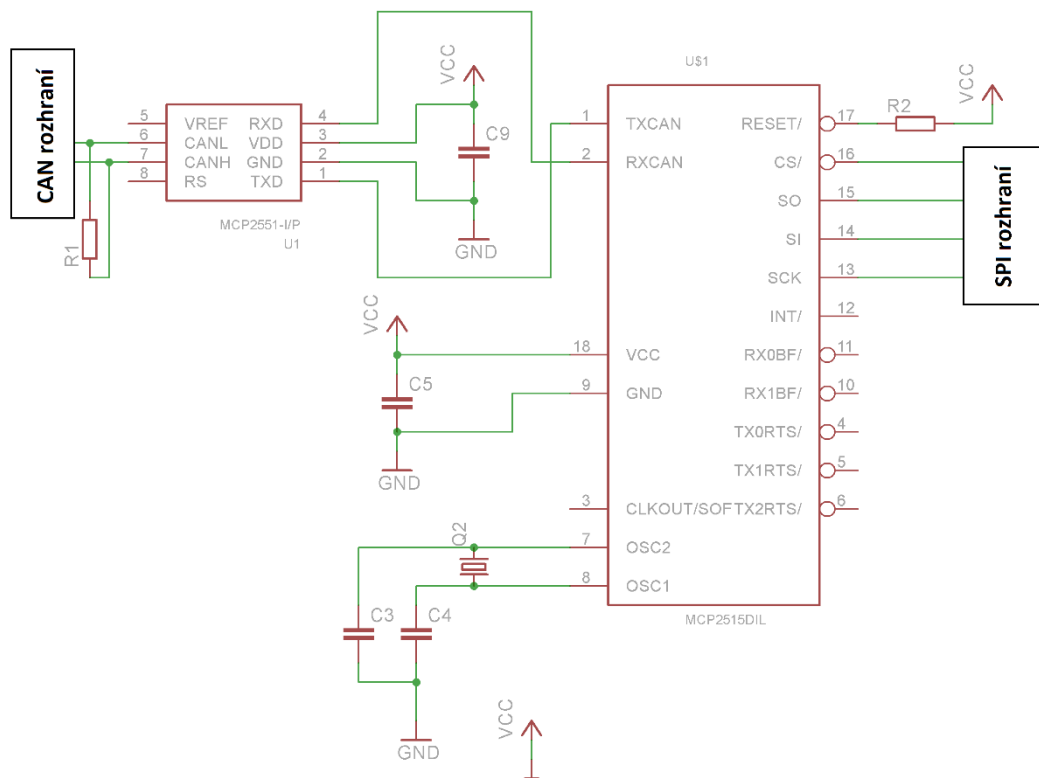 CAN rozhraní
VCC
U$1
VCC
5 VREF RXD 4
6 CANL VDD 3
7 CANH GND 2
8 RS TXD 1
MCP2551-I/P
U1
R1
C9
GND
1 TXCAN RESET/ 17
R2
2 RXCAN CS/ 16
SO 15
SI 14
SCK 13
INT/ 12
SPI rozhraní
VCC
18 VCC RX0BF/ 11
C5
9 GND RX1BF/ 10
TX0RTS/ 4
GND
TX1RTS/ 5
3 CLKOUT/SOFTX2RTS/ 6
Q2
7 OSC2
8 OSC1
C3
C4
MCP2515DIL
GND
VCC